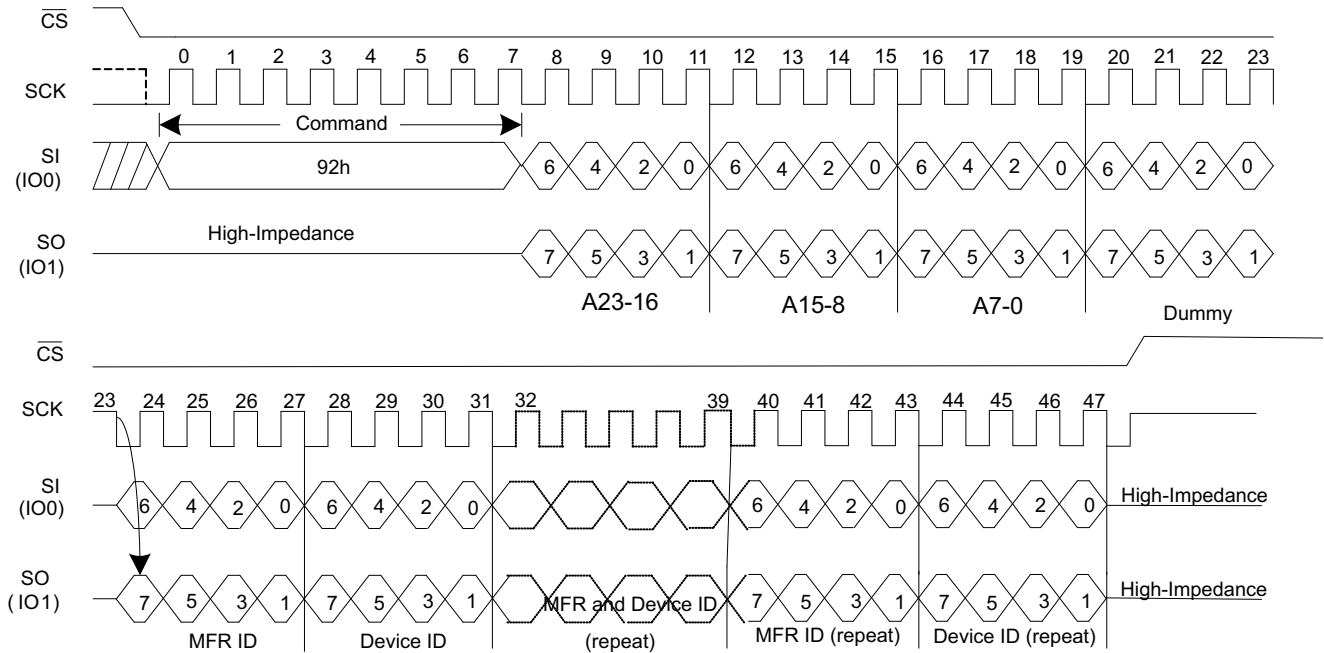 CS
0 1 2 3 4 5 6 7 8 9 10 11 12 13 14 15 16 17 18 19 20 21 22 23
SCK
Command
SI
(IO0)
92h
6 4 2 0 6 4 2 0 6 4 2 0 6 4 2 0
SO
(IO1)
High-Impedance
7 5 3 1 7 5 3 1 7 5 3 1 7 5 3 1
A23-16 A15-8 A7-0
Dummy
CS
SCK
23 24 25 26 27 28 29 30 31 32 39 40 41 42 43 44 45 46 47
SI
(IO0)
6 4 2 0 6 4 2 0 6 4 2 0 6 4 2 0
High-Impedance
SO
(IO1)
7 5 3 1 7 5 3 1 MFR and Device ID 7 5 3 1 7 5 3 1
High-Impedance
MFR ID Device ID (repeat) MFR ID (repeat) Device ID (repeat)